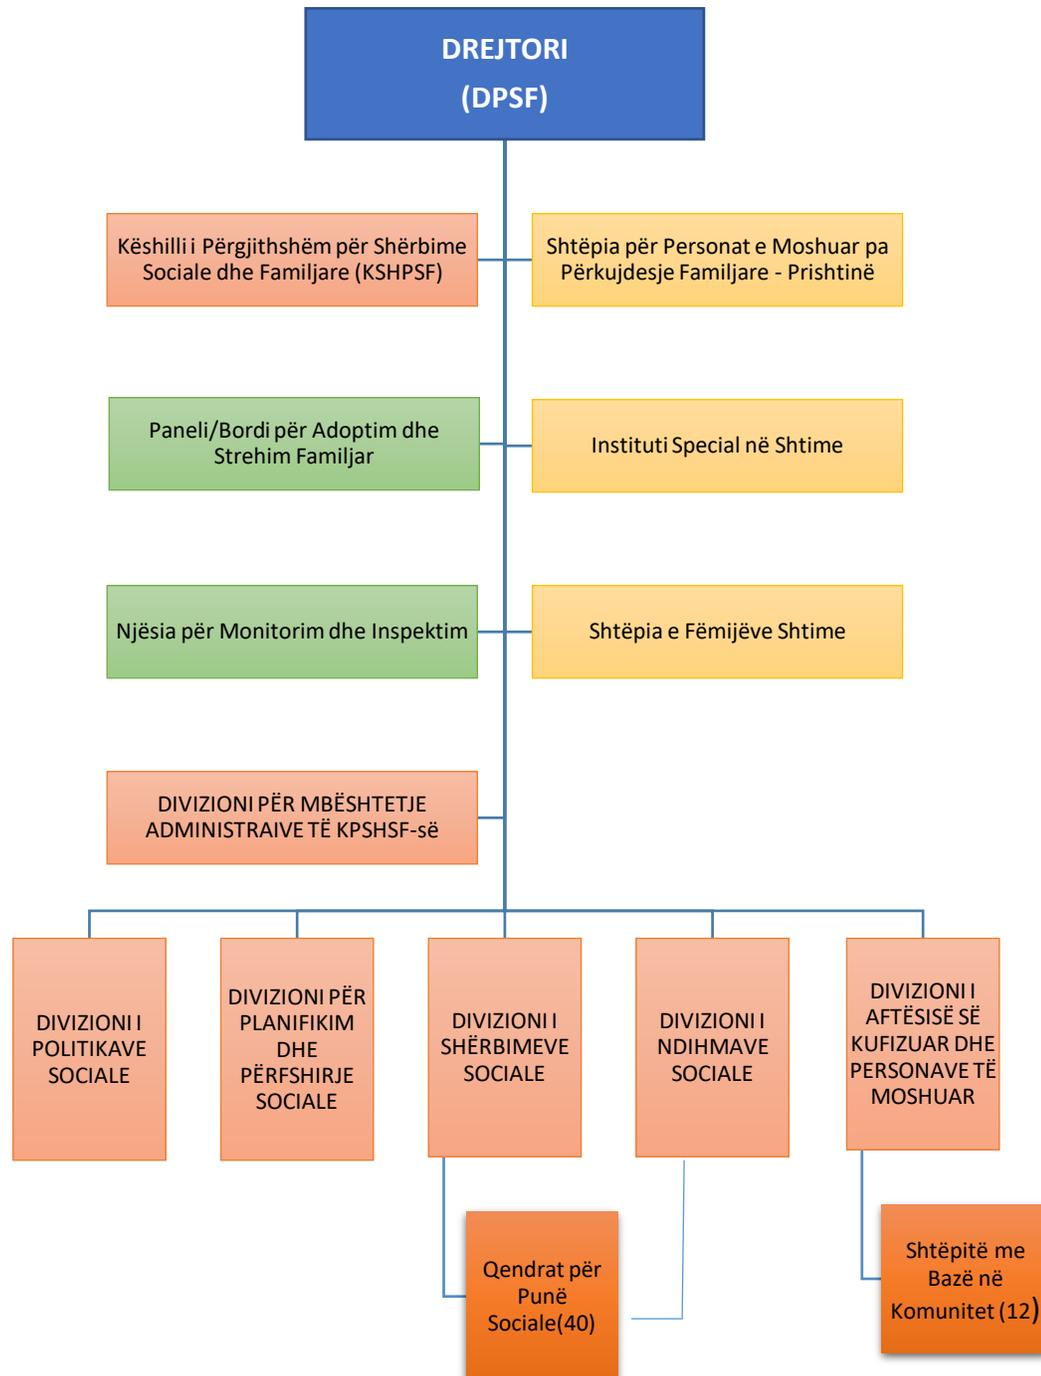 DREJTORI
(DPSF)
Këshilli i Përgjithshëm për Shërbime
Sociale dhe Familjare (KSHPSF)
Shtëpia për Personat e Moshuar pa
Përkujdesje Familjare - Prishtinë
Paneli/Bordi për Adoptim dhe
Strehim Familjar
Instituti Special në Shtime
Njësia për Monitorim dhe Inspektim
Shtëpia e Fëmijëve Shtime
DIVIZIONI PËR MBËSHTETJE
ADMINISTRAIVE TË KPSHSF-së
DIVIZIONI I
POLITIKAVE
SOCIALE
DIVIZIONI PËR
PLANIFIKIM
DHE
PËRFSHIRJE
SOCIALE
DIVIZIONI I
SHËRBIMEVE
SOCIALE
DIVIZIONI I
NDIHMAVE
SOCIALE
DIVIZIONI I
AFTËSISË SË
KUFIZUAR DHE
PERSONAVE TË
MOSHUAR
Qendrat për
Punë
Sociale(40)
Shtëpitë me
Bazë në
Komunitet (12)